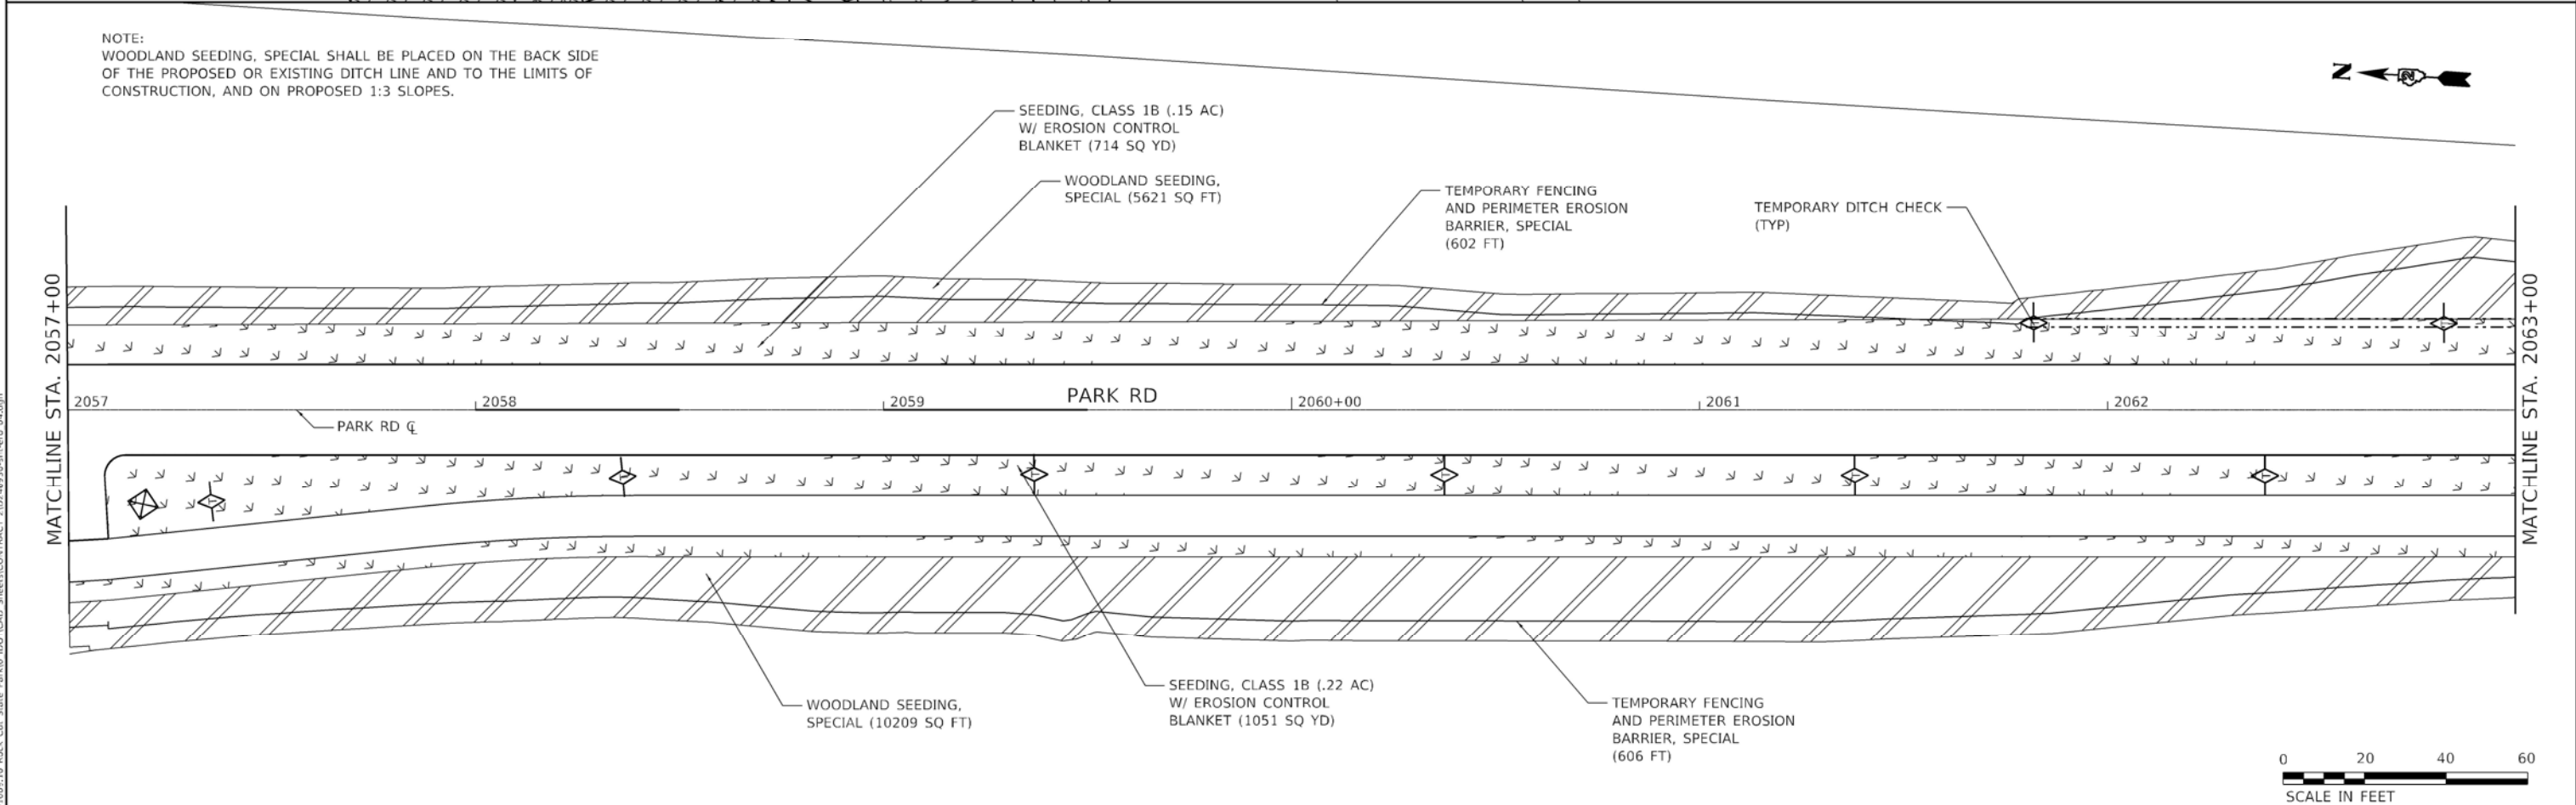 NOTE:
WOODLAND SEEDING, SPECIAL SHALL BE PLACED ON THE BACK SIDE
OF THE PROPOSED OR EXISTING DITCH LINE AND TO THE LIMITS OF
CONSTRUCTION, AND ON PROPOSED 1:3 SLOPES.
N
SEEDING, CLASS 1B (.15 AC)
W/ EROSION CONTROL
BLANKET (714 SQ YD)
WOODLAND SEEDING,
SPECIAL (5621 SQ FT)
TEMPORARY FENCING
AND PERIMETER EROSION
BARRIER, SPECIAL
(602 FT)
TEMPORARY DITCH CHECK
(TYP)
MATCHLINE STA. 2057+00
MATCHLINE STA. 2063+00
T
T
PARK RD
2057
2058
2059
2060+00
2061
2062
PARK RD ℄
T
T
T
T
T
T
WOODLAND SEEDING,
SPECIAL (10209 SQ FT)
SEEDING, CLASS 1B (.22 AC)
W/ EROSION CONTROL
BLANKET (1051 SQ YD)
TEMPORARY FENCING
AND PERIMETER EROSION
BARRIER, SPECIAL
(606 FT)
0 20 40 60
SCALE IN FEET